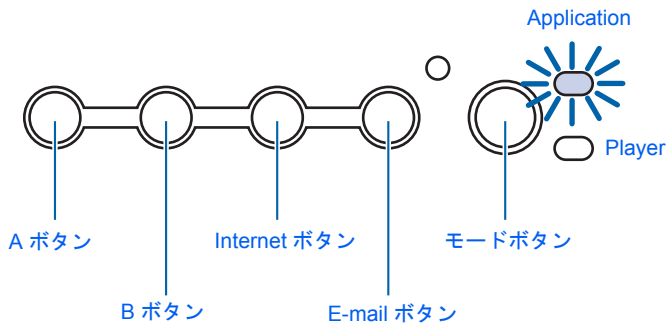 Application
Player
A ボタン
Internet ボタン
モードボタン
B ボタン
E-mail ボタン